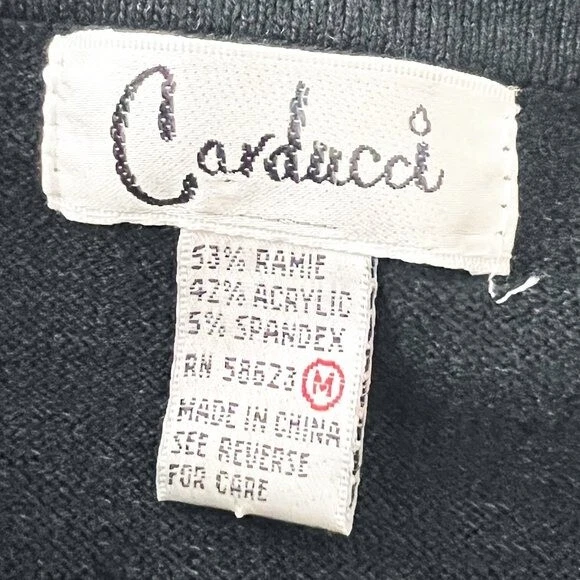 Carducci
53% RAMIE
42% ACRYLIC
5% SPANDEX
RN 58623 M
MADE IN CHINA
SEE REVERSE
FOR CARE